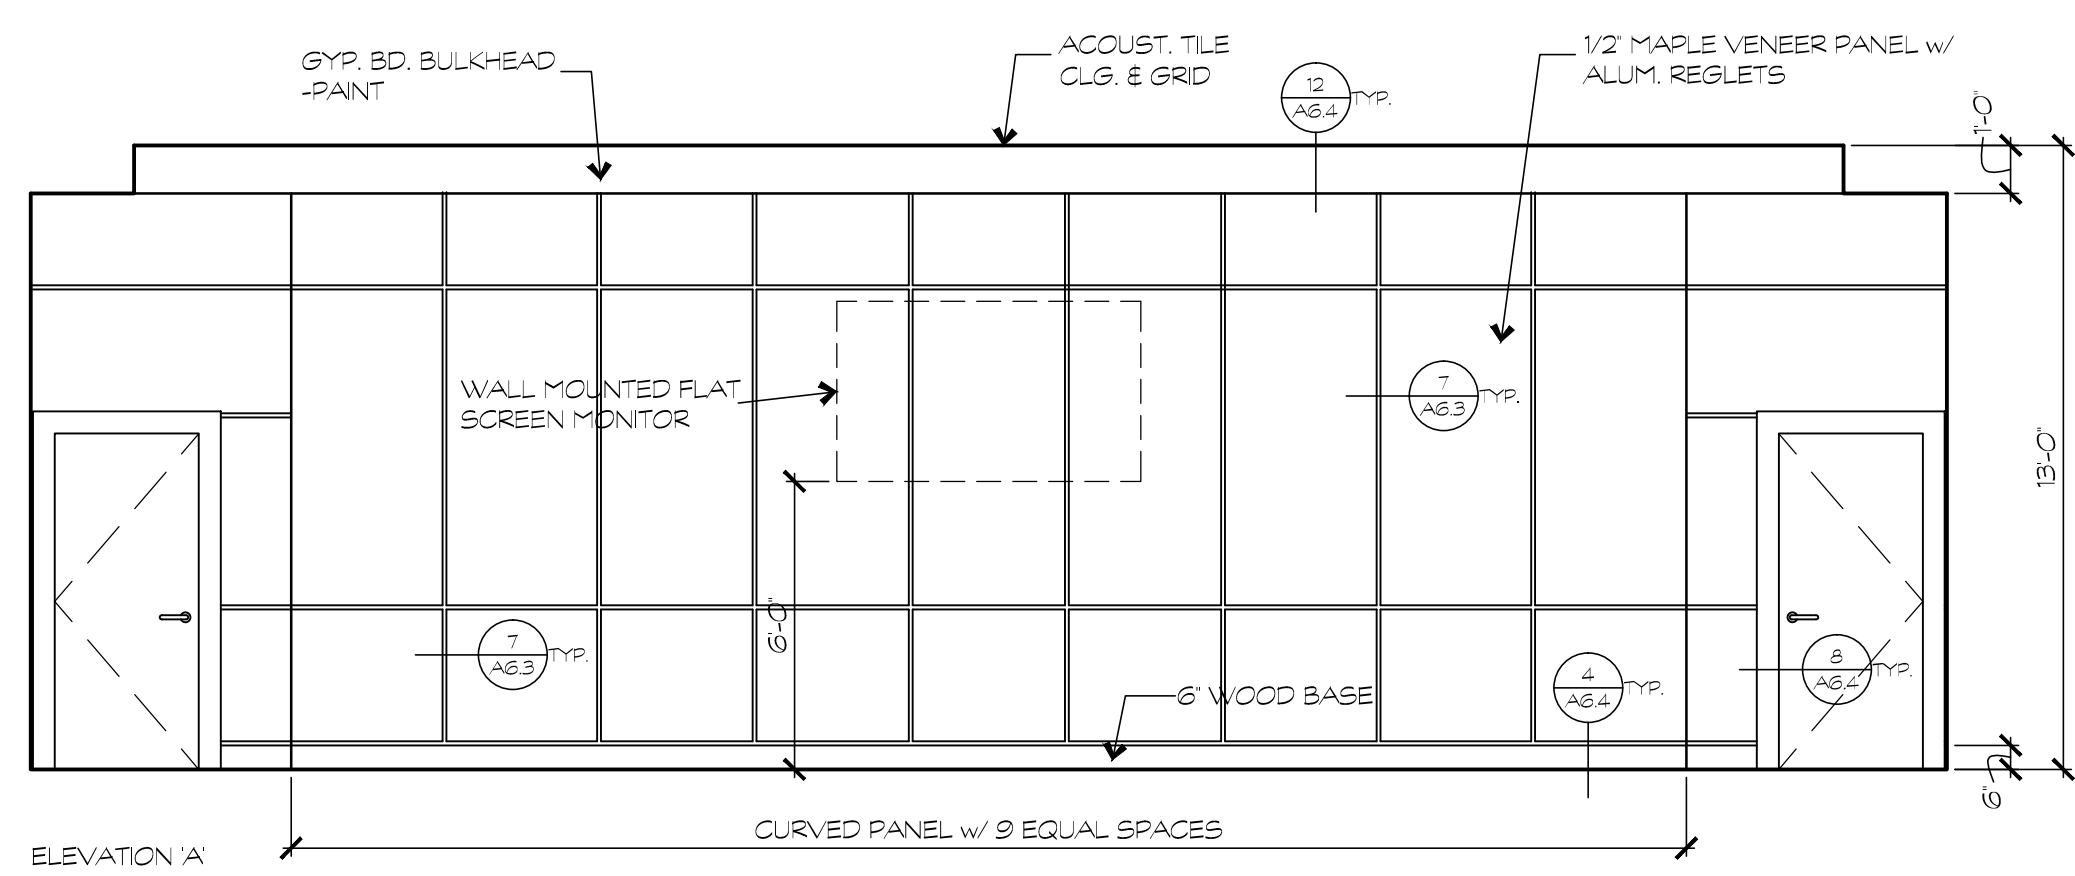 GYP. BD. BULKHEAD
-PAINT
ACOUST. TILE
CLG. & GRID
1/2" MAPLE VENEER PANEL w/
ALUM. REGLETS
12
A6.4
TYP.
1'-0"
WALL MOUNTED FLAT
SCREEN MONITOR
7
A6.3
TYP.
13'-0"
6'-0"
7
A6.3
TYP.
4
A6.4
TYP.
8
A6.4
TYP.
6" WOOD BASE
6"
CURVED PANEL w/ 9 EQUAL SPACES
ELEVATION 'A'